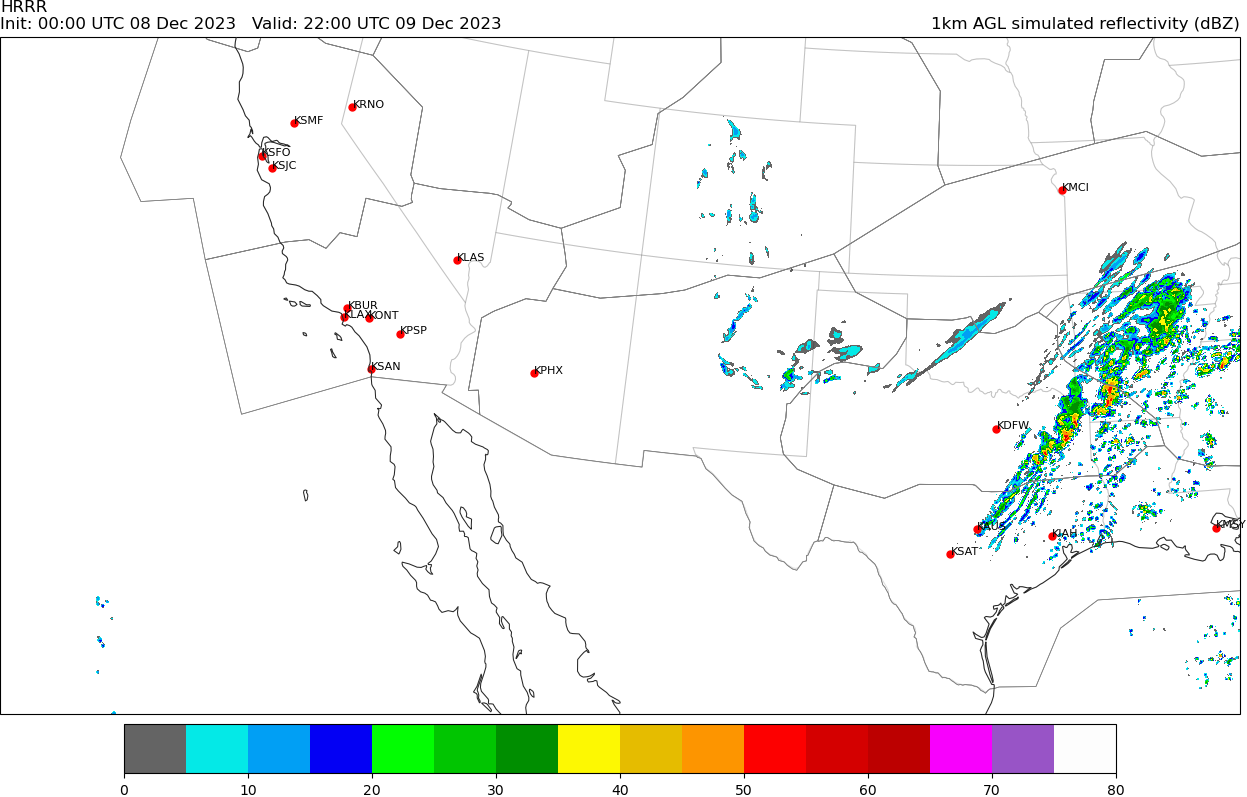 HRRR
Init: 00:00 UTC 08 Dec 2023   Valid: 22:00 UTC 09 Dec 2023   1km AGL simulated reflectivity (dBZ)
KRNO
KSMF
KSFO
KSJC
KMCI
KLAS
KBUR
KLAX
KONT
KPSP
KSAN
KPHX
KDFW
KAUS
KMSY
KIAH
KSAT
0 10 20 30 40 50 60 70 80